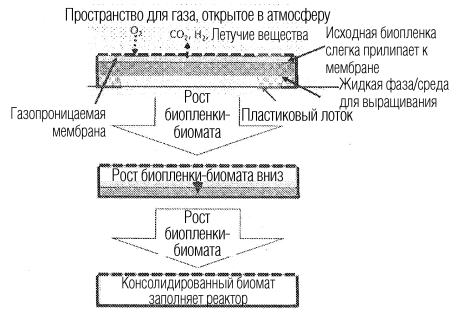 Пространство для газа, открытое в атмосферу
O₂
CO₂, H₂, Летучие вещества
Исходная биопленка
слегка прилипает к
мембране
Жидкая фаза/среда
для выращивания
Газопроницаемая
мембрана
Рост
биопленки-
биомата
Пластиковый лоток
Рост биопленки-биомата вниз
Рост
биопленки-
биомата
Консолидированный биомат
заполняет реактор